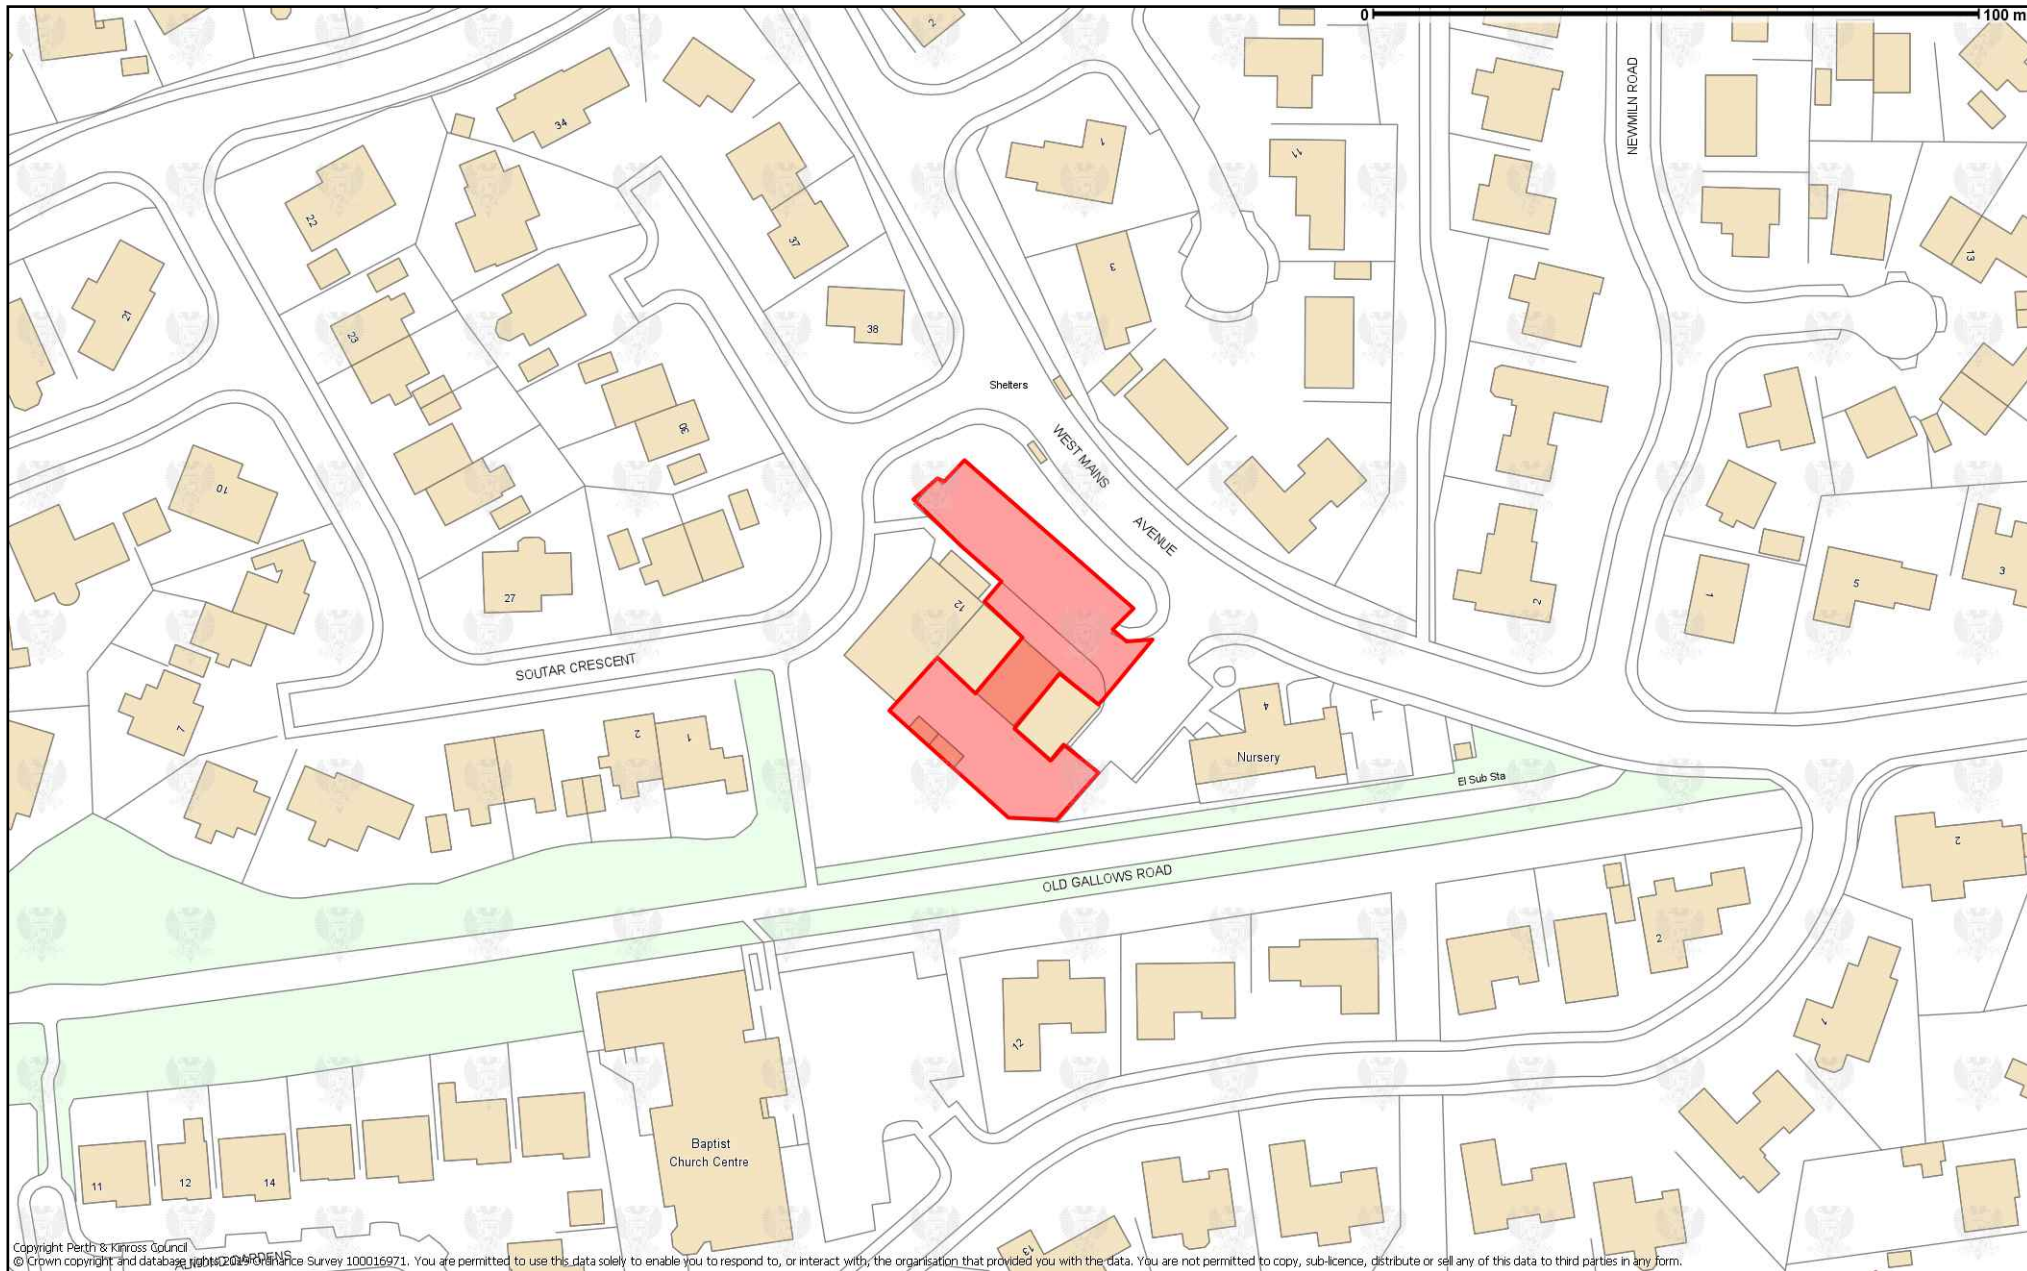 0
100 m
2
34
1
11
NEWMILN ROAD
22
37
3
13
21
23
38
Shelters
30
WEST MAINS
AVENUE
10
27
12
2
1
5
3
SOUTAR CRESCENT
7
2
1
4
Nursery
El Sub Sta
2
OLD GALLOWS ROAD
2
12
1
Baptist
Church Centre
11
12
14
13
ALMOND GARDENS
Copyright Perth & Kinross Council
© Crown copyright and database rights 2019 Ordnance Survey 100016971. You are permitted to use this data solely to enable you to respond to, or interact with, the organisation that provided you with the data. You are not permitted to copy, sub-licence, distribute or sell any of this data to third parties in any form.